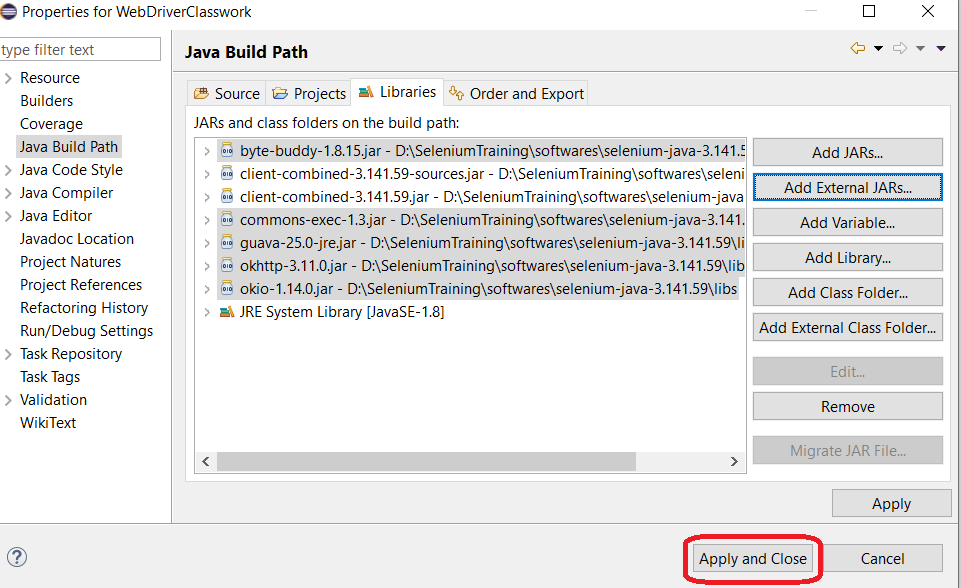 Properties for WebDriverClasswork
type filter text
Resource
Builders
Coverage
Java Build Path
Java Code Style
Java Compiler
Java Editor
Javadoc Location
Project Natures
Project References
Refactoring History
Run/Debug Settings
Task Repository
Task Tags
Validation
WikiText
Java Build Path
Source Projects Libraries Order and Export
JARs and class folders on the build path:
byte-buddy-1.8.15.jar - D:\SeleniumTraining\softwares\selenium-java-3.141.5
client-combined-3.141.59-sources.jar - D:\SeleniumTraining\softwares\seleni
client-combined-3.141.59.jar - D:\SeleniumTraining\softwares\selenium-java
commons-exec-1.3.jar - D:\SeleniumTraining\softwares\selenium-java-3.141.
guava-25.0-jre.jar - D:\SeleniumTraining\softwares\selenium-java-3.141.59\li
okhttp-3.11.0.jar - D:\SeleniumTraining\softwares\selenium-java-3.141.59\lib
okio-1.14.0.jar - D:\SeleniumTraining\softwares\selenium-java-3.141.59\libs
JRE System Library [JavaSE-1.8]
Add JARs...
Add External JARs...
Add Variable...
Add Library...
Add Class Folder...
Add External Class Folder...
Edit...
Remove
Migrate JAR File...
Apply
Apply and Close
Cancel